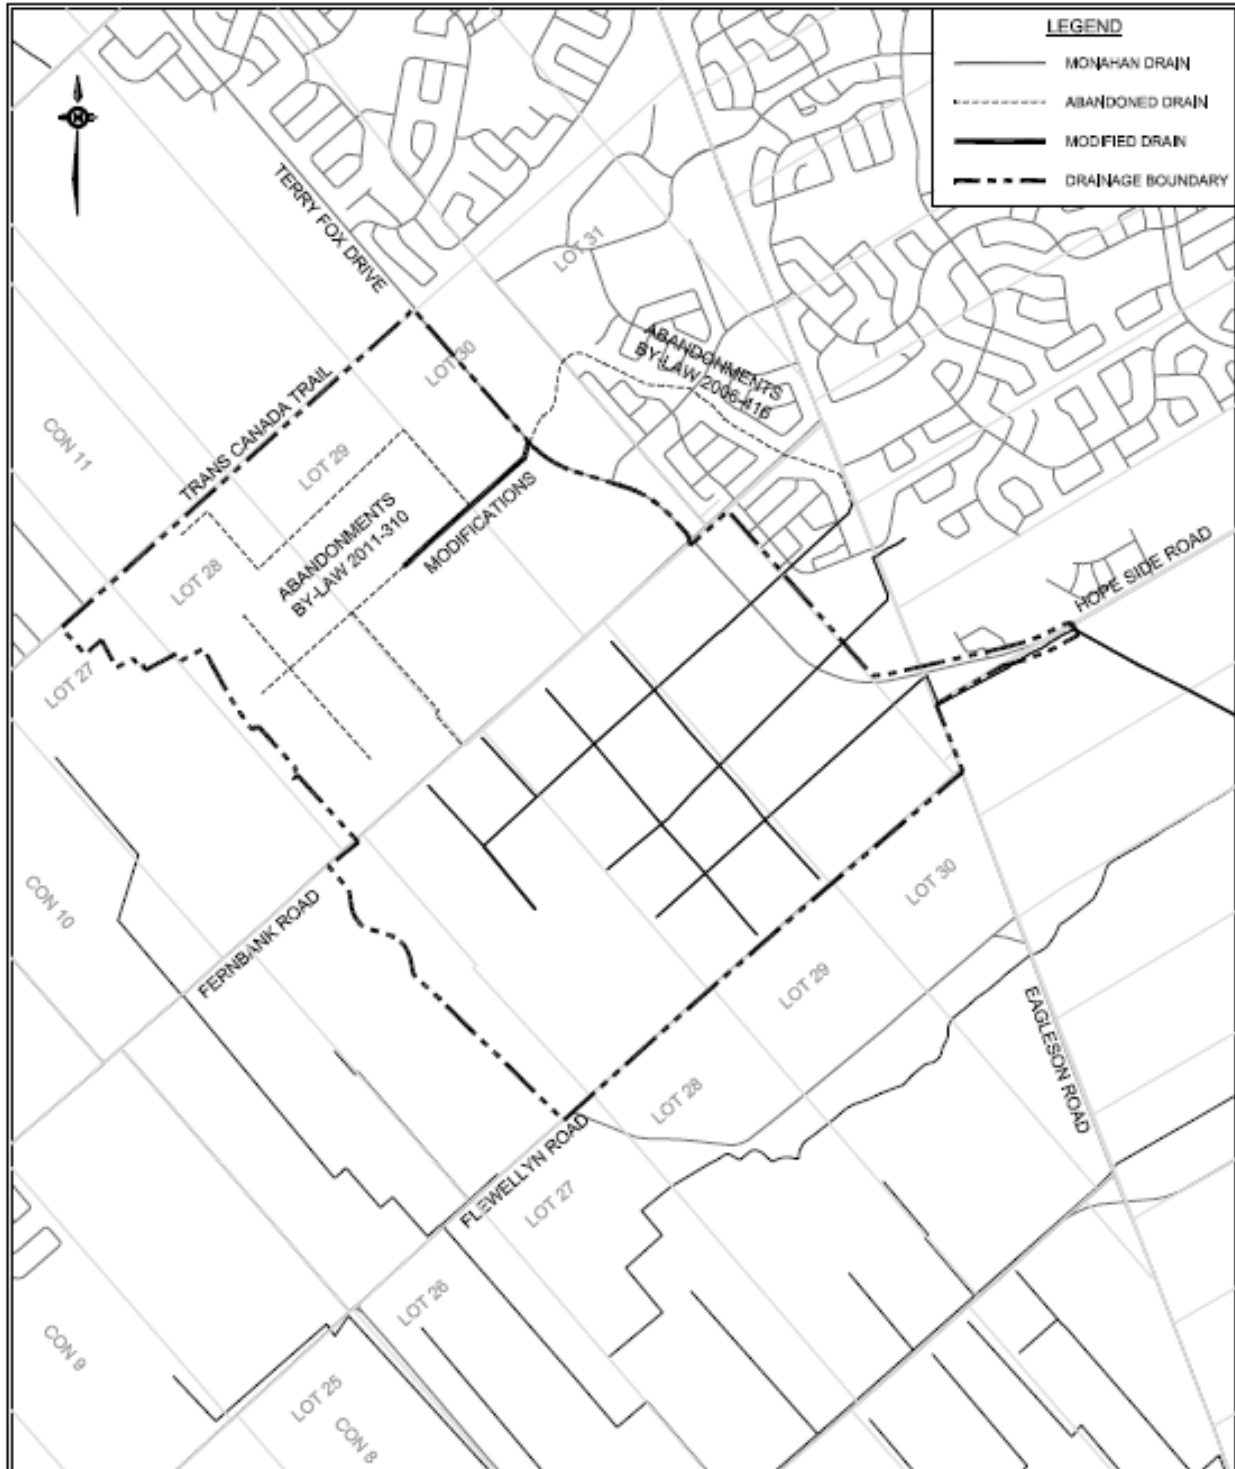 LEGEND
MONAHAN DRAIN
ABANDONED DRAIN
MODIFIED DRAIN
DRAINAGE BOUNDARY
TERRY FOX DRIVE
LOT 31
ABANDONMENTS
BY-LAW 2006-416
LOT 30
TRANS CANADA TRAIL
CON 11
LOT 29
ABANDONMENTS
BY-LAW 2011-310
MODIFICATIONS
LOT 28
HOPE SIDE ROAD
LOT 27
CON 10
FERNBANK ROAD
LOT 30
LOT 29
EAGLESON ROAD
LOT 28
FLEWELLYN ROAD
LOT 27
LOT 26
CON 9
LOT 25
CON 8